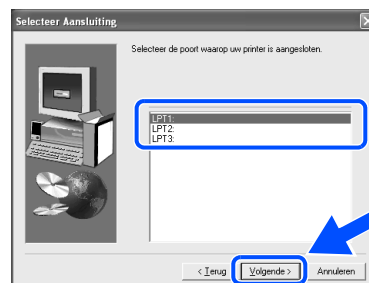 Selecteer Aansluiting
Selecteer de poort waarop uw printer is aangesloten.
LPT1:
LPT2:
LPT3:
< Terug Volgende > Annuleren